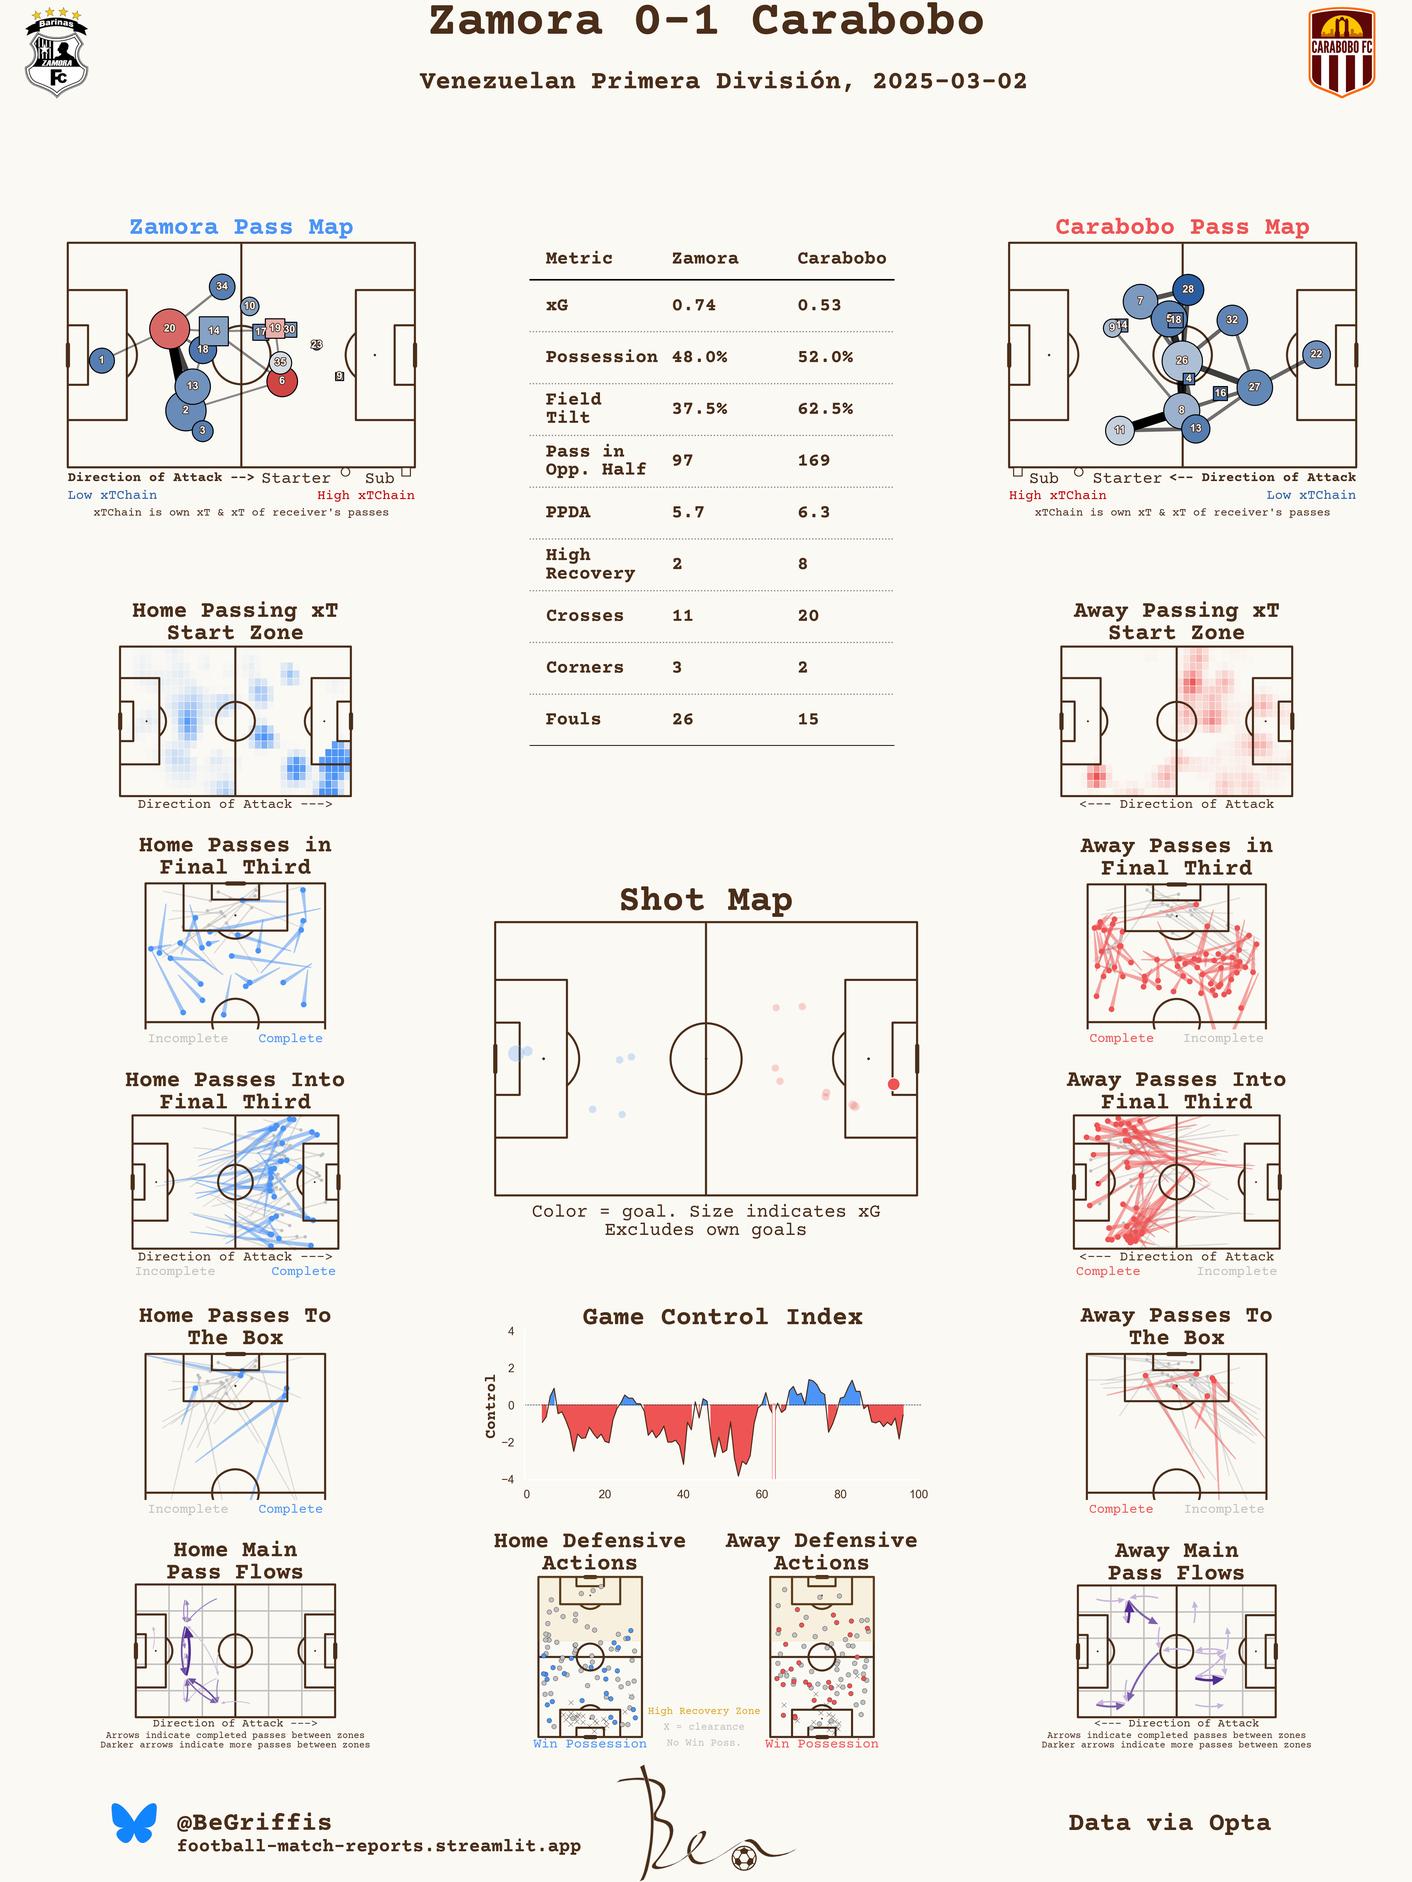 Zamora 0-1 Carabobo
Venezuelan Primera División, 2025-03-02
Barinas
ZAMORA
FC
CARABOBO FC
Zamora Pass Map
34
10
20
14
17
19
30
18
23
1
35
13
6
9
2
3
Direction of Attack --> Starter Sub
Low xTChain High xTChain
xTChain is own xT & xT of receiver's passes
Metric Zamora Carabobo
xG 0.74 0.53
Possession 48.0% 52.0%
Field
Tilt 37.5% 62.5%
Pass in
Opp. Half 97 169
PPDA 5.7 6.3
High
Recovery 2 8
Crosses 11 20
Corners 3 2
Fouls 26 15
Carabobo Pass Map
28
7
18
32
9
14
26
22
4
27
16
8
11
13
Sub Starter <-- Direction of Attack
High xTChain Low xTChain
xTChain is own xT & xT of receiver's passes
Home Passing xT
Start Zone
Direction of Attack --->
Away Passing xT
Start Zone
<--- Direction of Attack
Home Passes in
Final Third
Incomplete Complete
Away Passes in
Final Third
Complete Incomplete
Shot Map
Color = goal. Size indicates xG
Excludes own goals
Home Passes Into
Final Third
Direction of Attack --->
Incomplete Complete
Away Passes Into
Final Third
<--- Direction of Attack
Complete Incomplete
Home Passes To
The Box
Incomplete Complete
Game Control Index
Control
4
2
0
−2
−4
0 20 40 60 80 100
Away Passes To
The Box
Complete Incomplete
Home Main
Pass Flows
Direction of Attack --->
Arrows indicate completed passes between zones
Darker arrows indicate more passes between zones
Home Defensive
Actions
Win Possession
Away Defensive
Actions
Win Possession
High Recovery Zone
X = clearance
No Win Poss.
Away Main
Pass Flows
<--- Direction of Attack
Arrows indicate completed passes between zones
Darker arrows indicate more passes between zones
@BeGriffis
football-match-reports.streamlit.app
Ben
Data via Opta